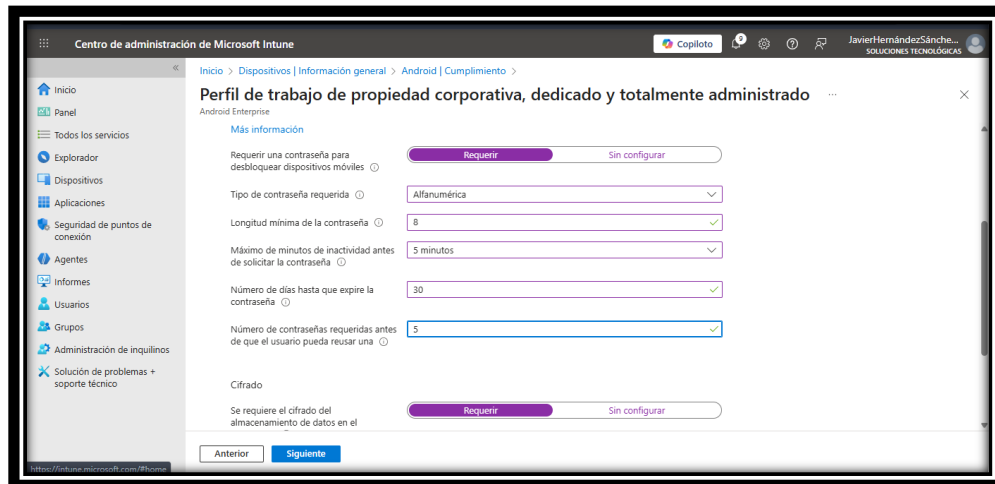 Centro de administración de Microsoft Intune
Copiloto
9
JavierHernándezSánche...
SOLUCIONES TECNOLÓGICAS
Inicio > Dispositivos | Información general > Android | Cumplimiento >
Perfil de trabajo de propiedad corporativa, dedicado y totalmente administrado ...
Android Enterprise
Inicio
Panel
Todos los servicios
Explorador
Dispositivos
Aplicaciones
Seguridad de puntos de
conexión
Agentes
Informes
Usuarios
Grupos
Administración de inquilinos
Solución de problemas +
soporte técnico
https://intune.microsoft.com/#home
Más información
Requerir una contraseña para
desbloquear dispositivos móviles
Requerir
Sin configurar
Tipo de contraseña requerida
Alfanumérica
Longitud mínima de la contraseña
8
Máximo de minutos de inactividad antes
de solicitar la contraseña
5 minutos
Número de días hasta que expire la
contraseña
30
Número de contraseñas requeridas antes
de que el usuario pueda reusar una
5
Cifrado
Se requiere el cifrado del
almacenamiento de datos en el
Requerir
Sin configurar
Anterior
Siguiente